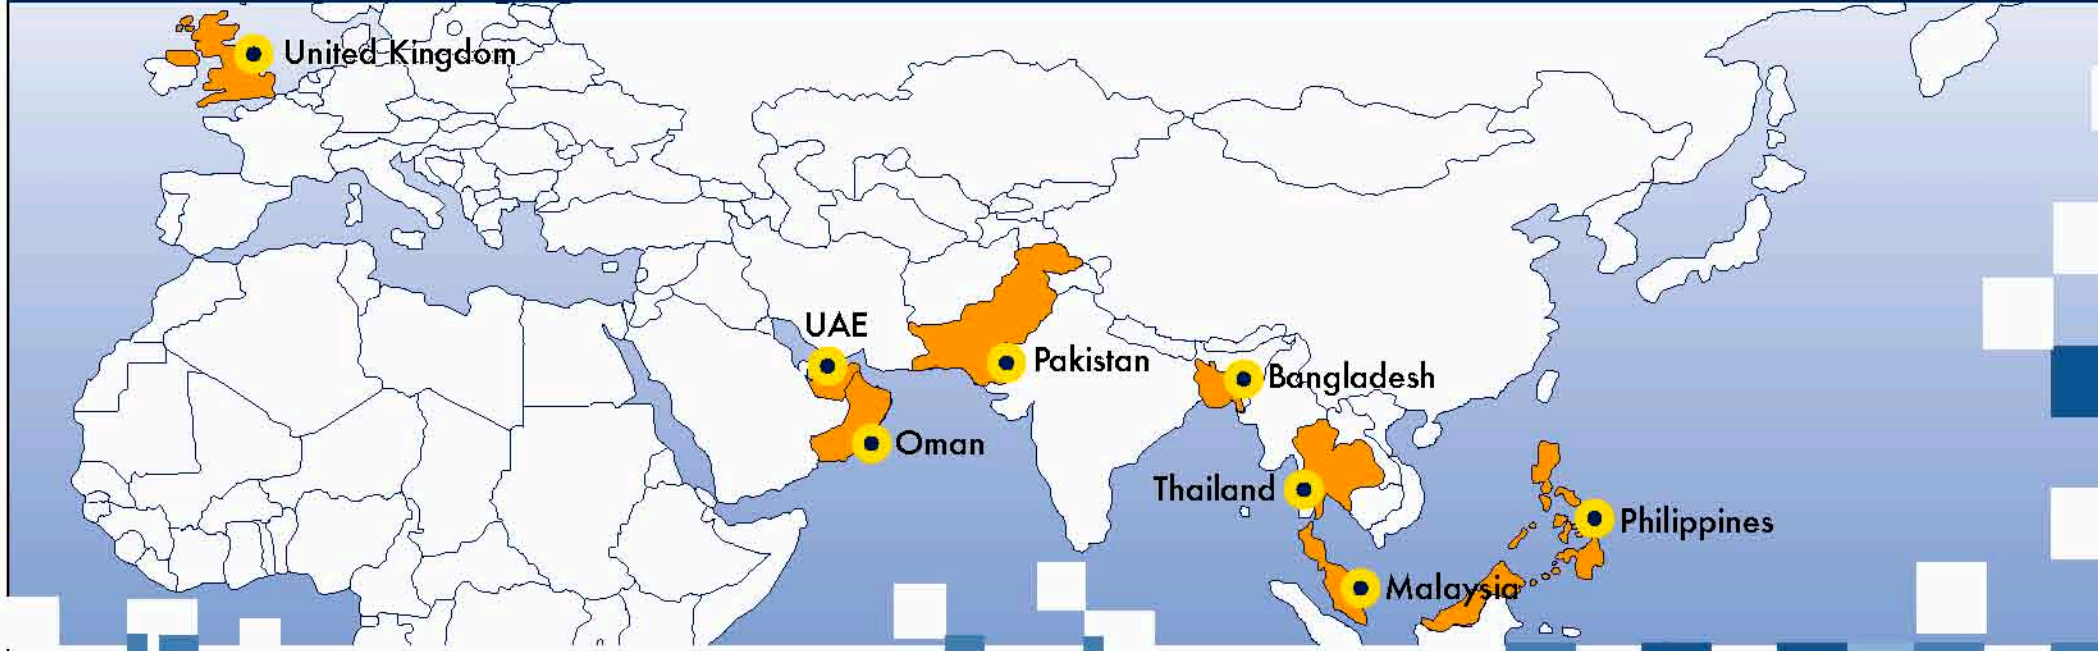 United Kingdom
UAE
Pakistan
Bangladesh
Oman
Thailand
Philippines
Malaysia